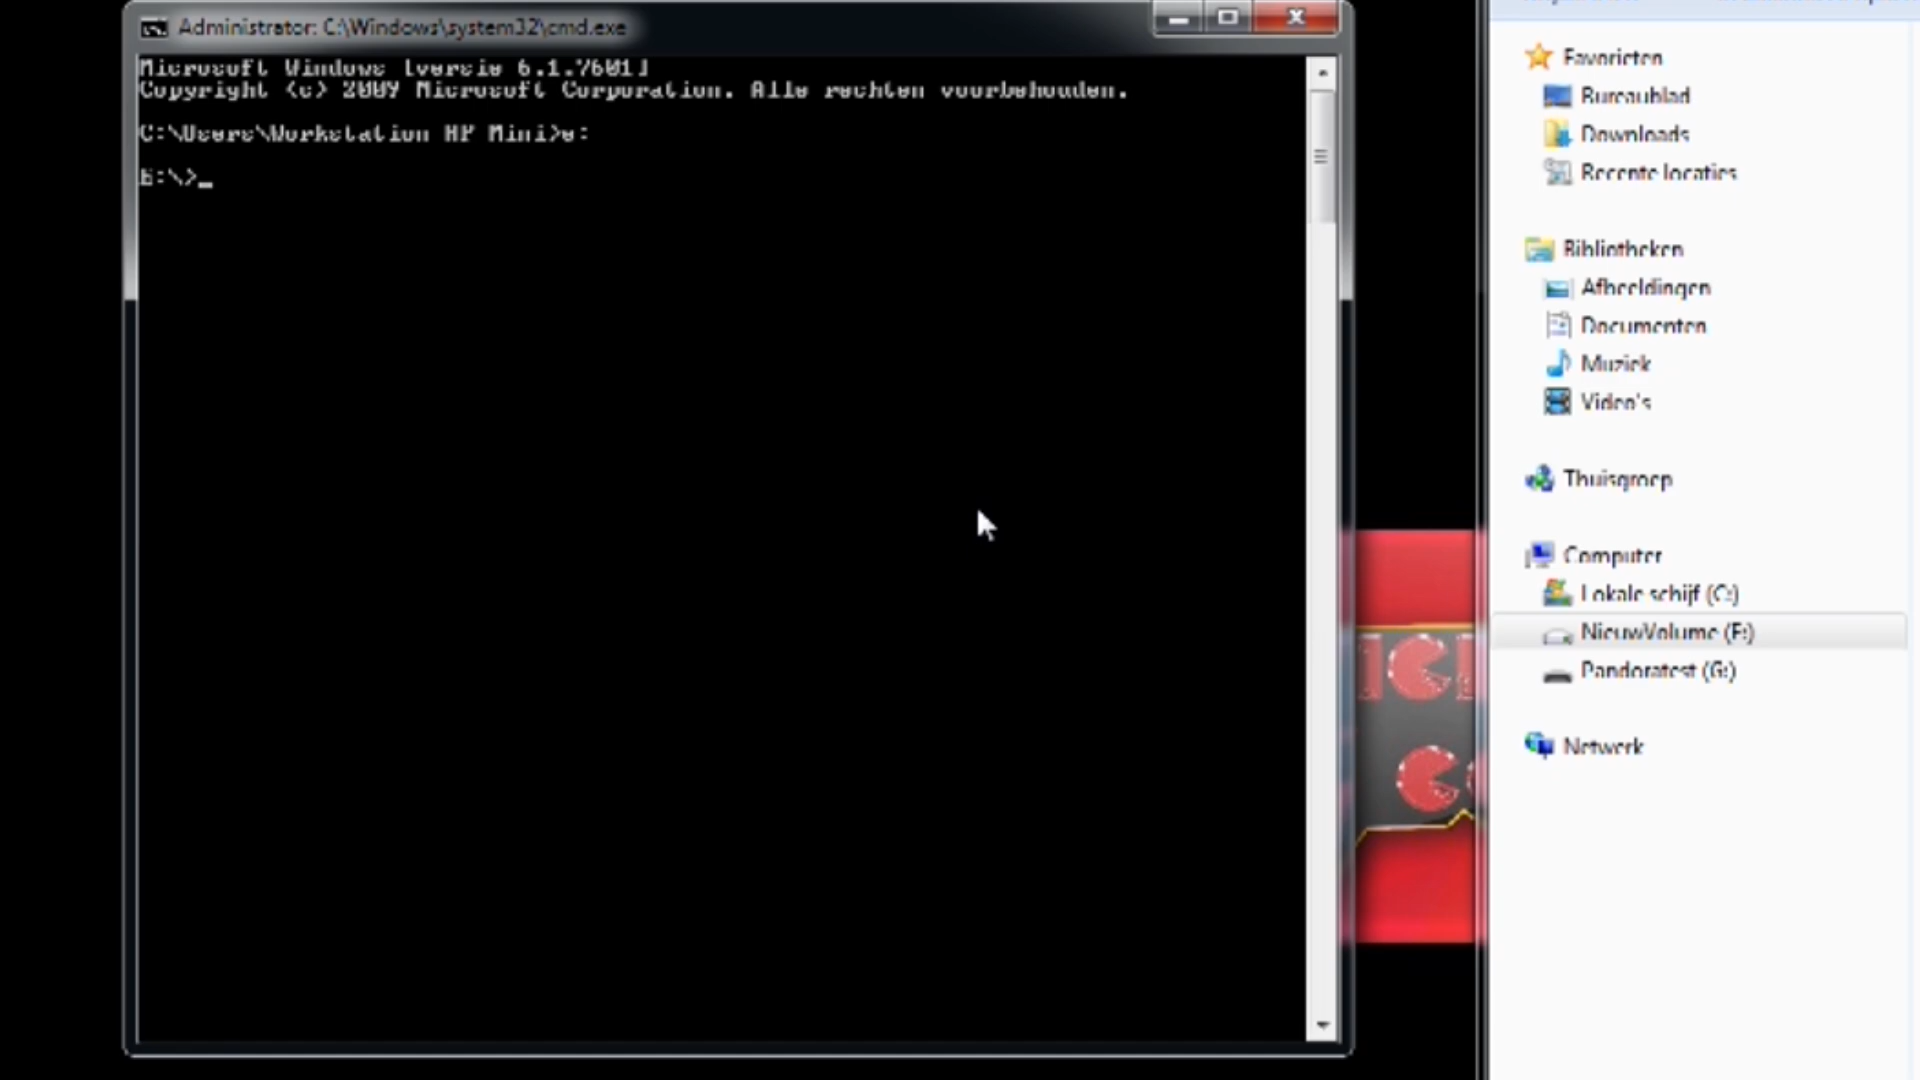 Administrator: C:\Windows\system32\cmd.exe
Microsoft Windows [versie 6.1.7601]
Copyright (c) 2009 Microsoft Corporation. Alle rechten voorbehouden.
C:\Users\Workstation HP Mini>e:
E:\>_
Favorieten
Bureaublad
Downloads
Recente locaties
Bibliotheken
Afbeeldingen
Documenten
Muziek
Video's
Thuisgroep
Computer
Lokale schijf (C:)
NieuwVolume (E:)
Pandoratest (G:)
Netwerk